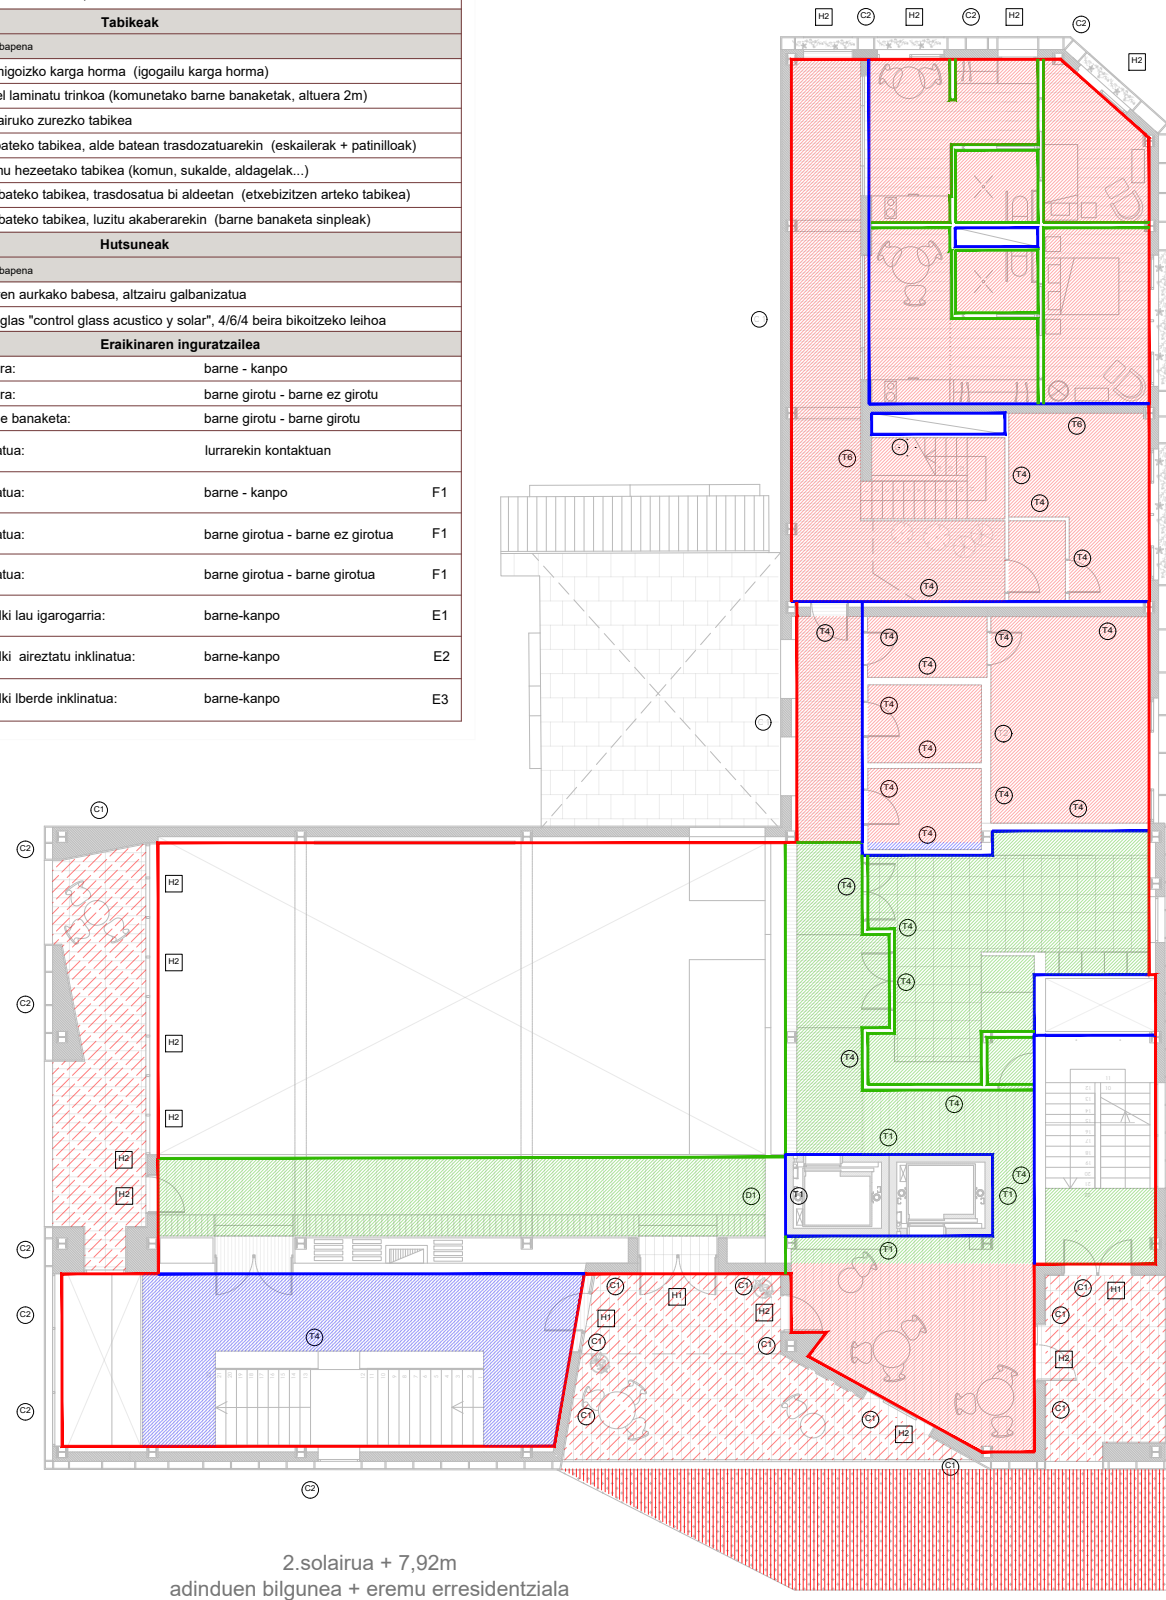 Tabikeak
bapena
nigoizko karga horma (igogailu karga horma)
el laminatu trinkoa (komunetako barne banaketak, altuera 2m)
airuko zurezko tabikea
bateko tabikea, alde batean trasdozatuarekin (eskailerak + patinilloak)
nu hezeetako tabikea (komun, sukalde, aldagelak...)
bateko tabikea, trasdosatua bi aldeetan (etxebizitzen arteko tabikea)
bateko tabikea, luzitu akaberarekin (barne banaketa sinpleak)
Hutsuneak
bapena
en aurkako babesa, altzairu galbanizatua
glas "control glass acustico y solar", 4/6/4 beira bikoitzeko leihoa
Eraikinaren inguratzailea
ra: barne - kanpo
ra: barne girotu - barne ez girotu
e banaketa: barne girotu - barne girotu
atua: lurrarekin kontaktuan
atua: barne - kanpo F1
atua: barne girotua - barne ez girotua F1
atua: barne girotua - barne girotua F1
lki lau igarogarria: barne-kanpo E1
lki aireztatu inklinatua: barne-kanpo E2
lki lberde inklinatua: barne-kanpo E3
H2 C2 H2 C2 H2 C2
H2
T6
T6
T4
T4
T4
T4
T4 T4 T4 T4
T4
T4
T2
T4
T4 T4
T4 T4
C1
C2
H2 T4
T4
H2
T4
C2
H2
T4
T4
H2
T1
H2
T4
H2 D1 T1 T1
C2 T1
C1 C1 C1 H1
C2 H1
H1 H2 C1
T4 C1 C1
H2
C2 C1 C1 C1
H2
C1
C2
2.solairua + 7,92m
adinduen bilgunea + eremu erresidentziala